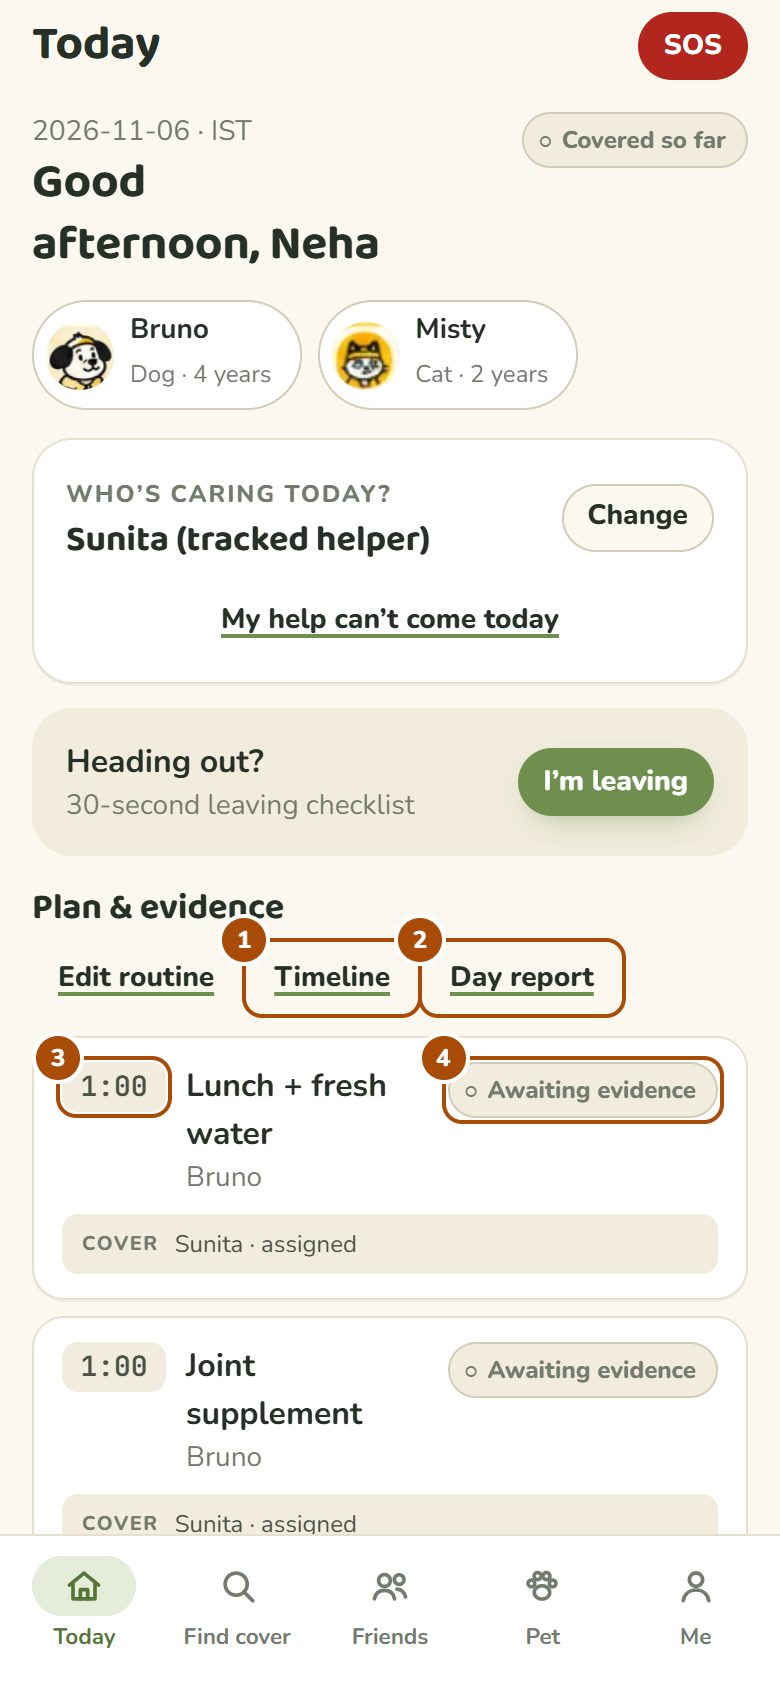 Today
SOS
2026-11-06 · IST
Covered so far
Good
afternoon, Neha
Bruno
Dog · 4 years
Misty
Cat · 2 years
WHO’S CARING TODAY?
Sunita (tracked helper)
Change
My help can’t come today
Heading out?
30-second leaving checklist
I’m leaving
Plan & evidence
1
2
Edit routine
Timeline
Day report
3
4
1:00
Lunch + fresh
water
Awaiting evidence
Bruno
COVER Sunita · assigned
1:00
Joint
supplement
Awaiting evidence
Bruno
COVER Sunita · assigned
Today
Find cover
Friends
Pet
Me